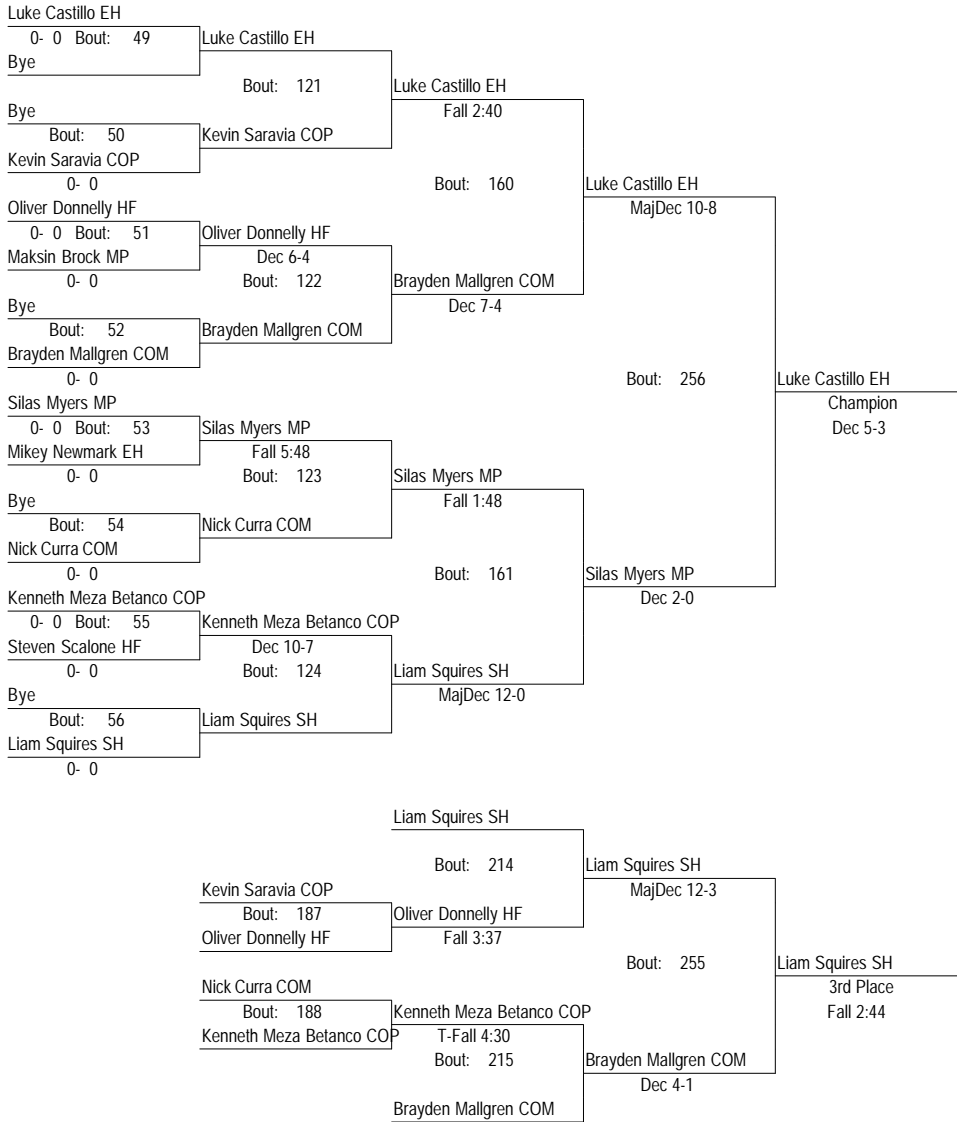 Luke Castillo EH
0- 0 Bout: 49
Luke Castillo EH
Bye
Bout: 121
Luke Castillo EH
Bye
Fall 2:40
Bout: 50
Kevin Saravia COP
Kevin Saravia COP
0- 0
Bout: 160
Luke Castillo EH
Oliver Donnelly HF
MajDec 10-8
0- 0 Bout: 51
Oliver Donnelly HF
Maksin Brock MP
Dec 6-4
0- 0
Bout: 122
Brayden Mallgren COM
Bye
Dec 7-4
Bout: 52
Brayden Mallgren COM
Brayden Mallgren COM
0- 0
Bout: 256
Luke Castillo EH
Silas Myers MP
Champion
0- 0 Bout: 53
Silas Myers MP
Dec 5-3
Mikey Newmark EH
Fall 5:48
0- 0
Bout: 123
Silas Myers MP
Bye
Fall 1:48
Bout: 54
Nick Curra COM
Nick Curra COM
0- 0
Bout: 161
Silas Myers MP
Kenneth Meza Betanco COP
Dec 2-0
0- 0 Bout: 55
Kenneth Meza Betanco COP
Steven Scalone HF
Dec 10-7
0- 0
Bout: 124
Liam Squires SH
Bye
MajDec 12-0
Bout: 56
Liam Squires SH
Liam Squires SH
0- 0
Liam Squires SH
Bout: 214
Liam Squires SH
Kevin Saravia COP
MajDec 12-3
Bout: 187
Oliver Donnelly HF
Oliver Donnelly HF
Fall 3:37
Bout: 255
Liam Squires SH
Nick Curra COM
3rd Place
Bout: 188
Kenneth Meza Betanco COP
Fall 2:44
Kenneth Meza Betanco COP
T-Fall 4:30
Bout: 215
Brayden Mallgren COM
Dec 4-1
Brayden Mallgren COM